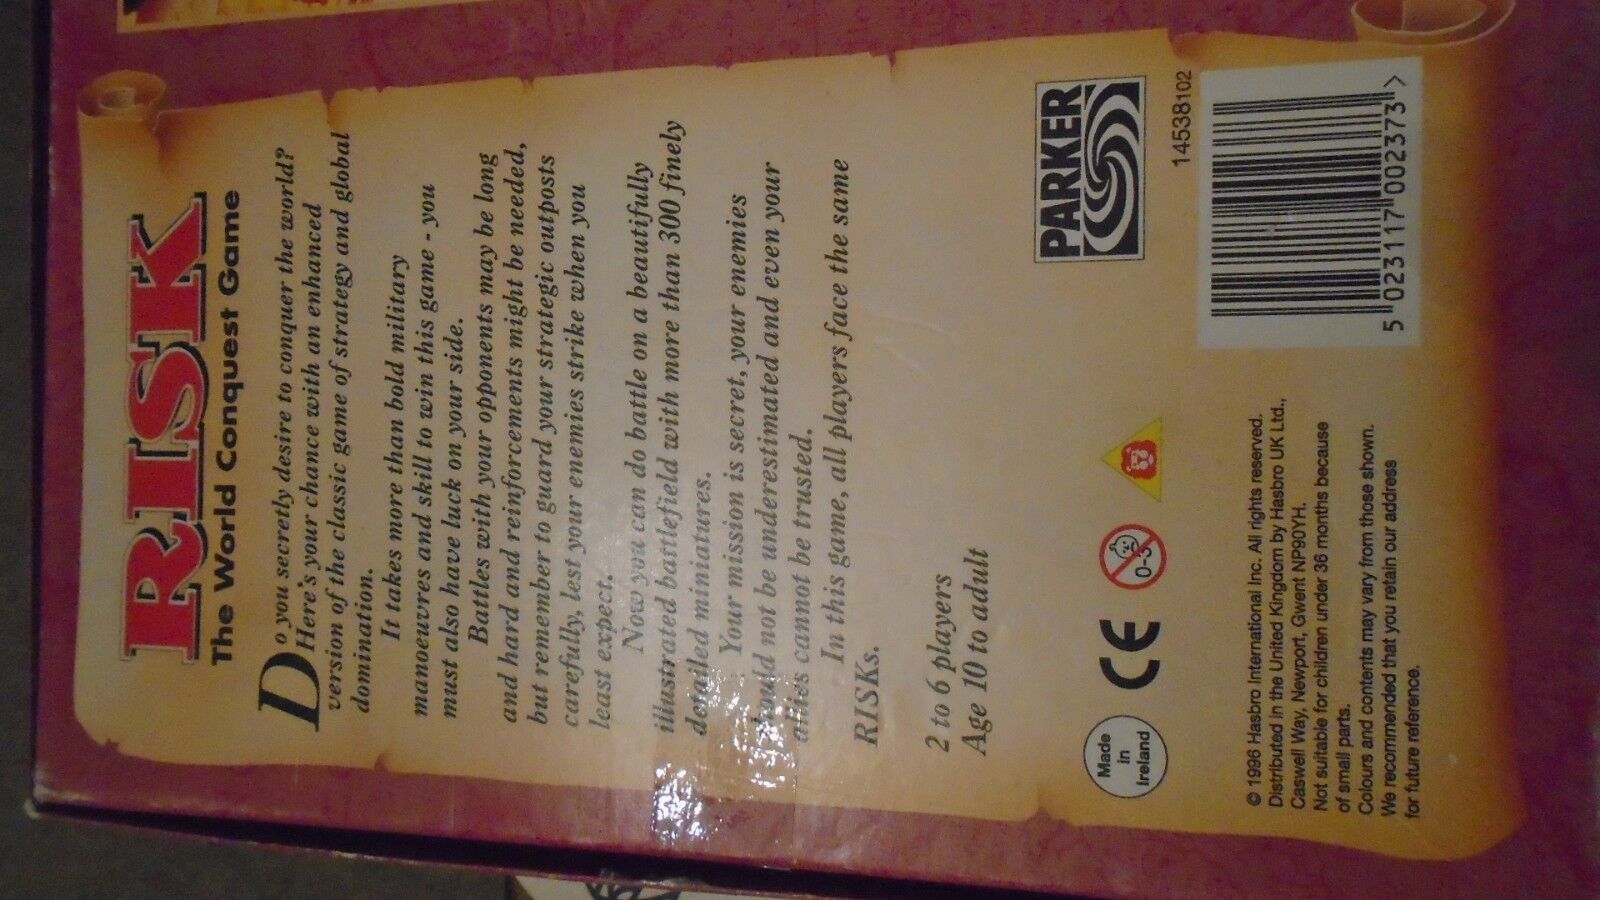 RISK
The World Conquest Game
Do you secretly desire to conquer the world?
Here's your chance with an enhanced
version of the classic game of strategy and global
domination.
It takes more than bold military
manoeuvres and skill to win this game - you
must also have luck on your side.
Battles with your opponents may be long
and hard and reinforcements might be needed,
but remember to guard your strategic outposts
carefully, lest your enemies strike when you
least expect.
Now you can do battle on a beautifully
illustrated battlefield with more than 300 finely
detailed miniatures.
Your mission is secret, your enemies
should not be underestimated and even your
allies cannot be trusted.
In this game, all players face the same
RISKs.
2 to 6 players
Age 10 to adult
Made
in
Ireland
CE
0-3
PARKER
14538102
© 1996 Hasbro International Inc. All rights reserved.
Distributed in the United Kingdom by Hasbro UK Ltd.,
Caswell Way, Newport, Gwent NP90YH.
Not suitable for children under 36 months because
of small parts.
Colours and contents may vary from those shown.
We recommended that you retain our address
for future reference.
5 023117 002373 >